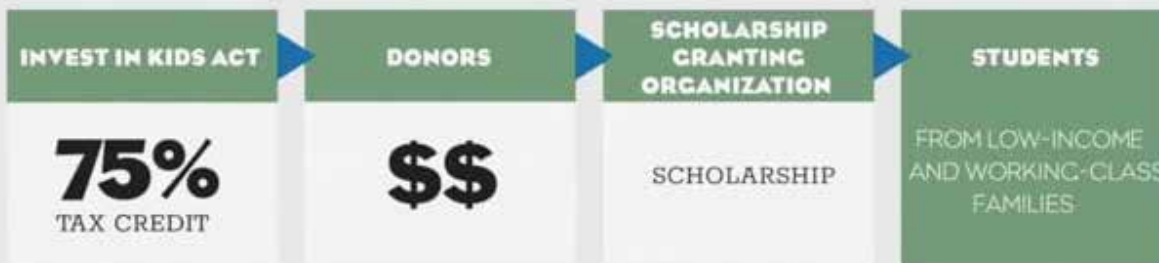 INVEST IN KIDS ACT
75%
TAX CREDIT
DONORS
$$
SCHOLARSHIP
GRANTING
ORGANIZATION
SCHOLARSHIP
STUDENTS
FROM LOW-INCOME
AND WORKING-CLASS
FAMILIES